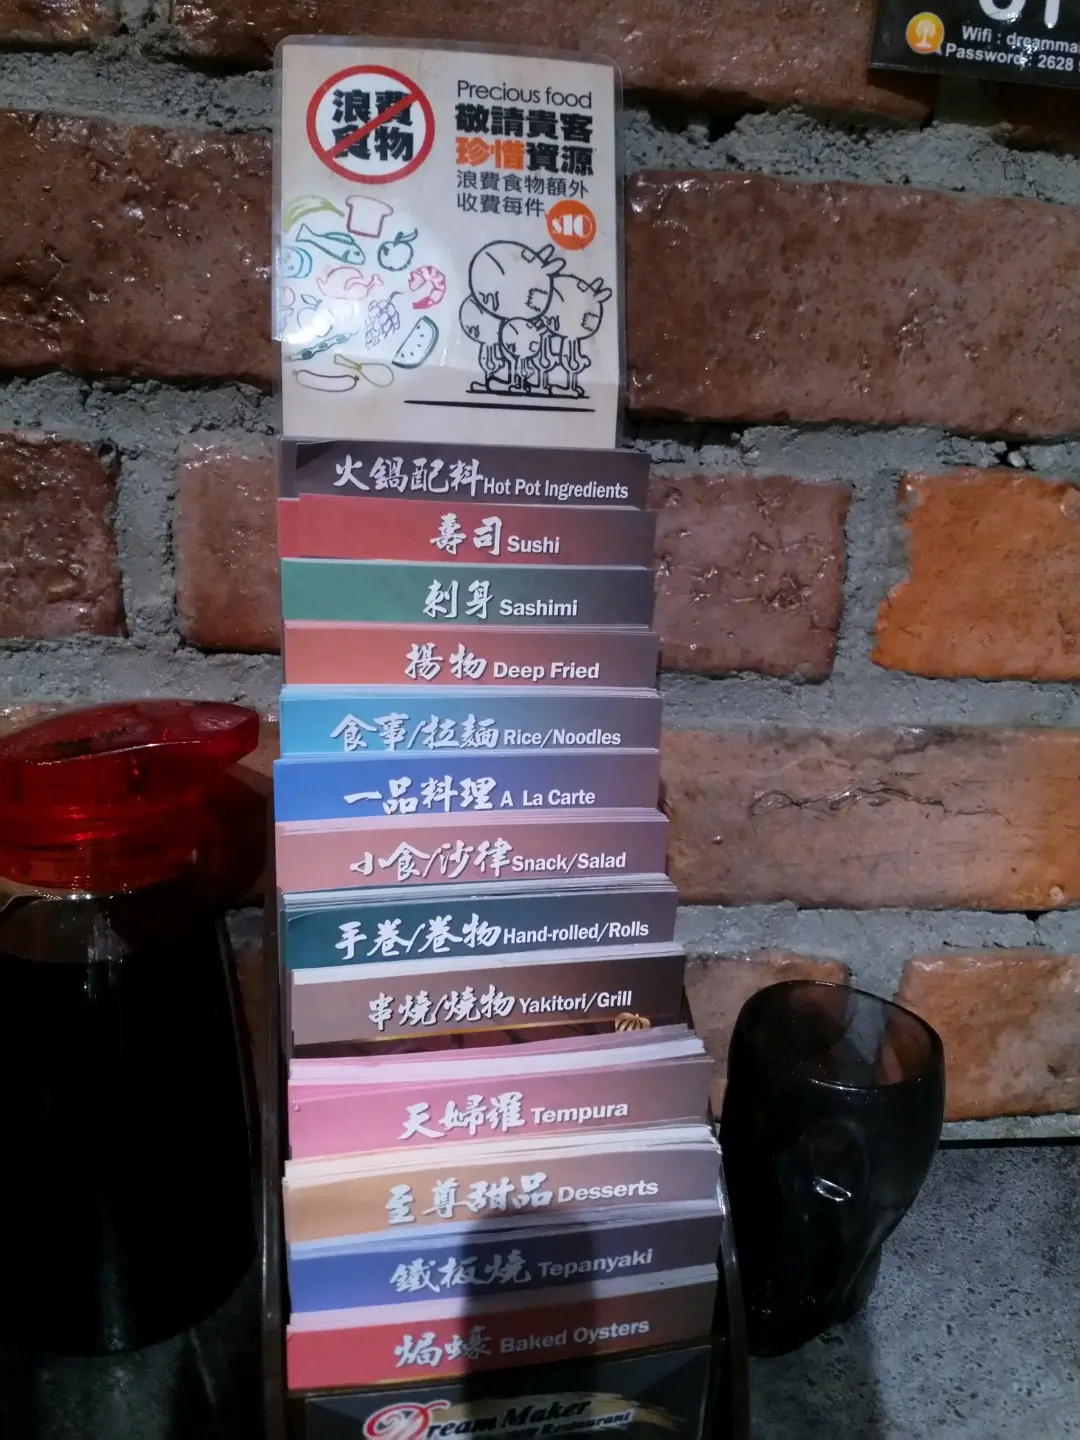 Wifi : dreamma
Password : 2628
浪費
食物
Precious food
敬請貴客
珍惜資源
浪費食物額外
收費每件 $10
火鍋配料 Hot Pot Ingredients
壽司 Sushi
刺身 Sashimi
揚物 Deep Fried
食事/拉麵 Rice/Noodles
一品料理 A La Carte
小食/沙律 Snack/Salad
手卷/卷物 Hand-rolled/Rolls
串燒/燒物 Yakitori/Grill
天婦羅 Tempura
至尊甜品 Desserts
鐵板燒 Tepanyaki
焗蠔 Baked Oysters
Dream Maker
Restaurant